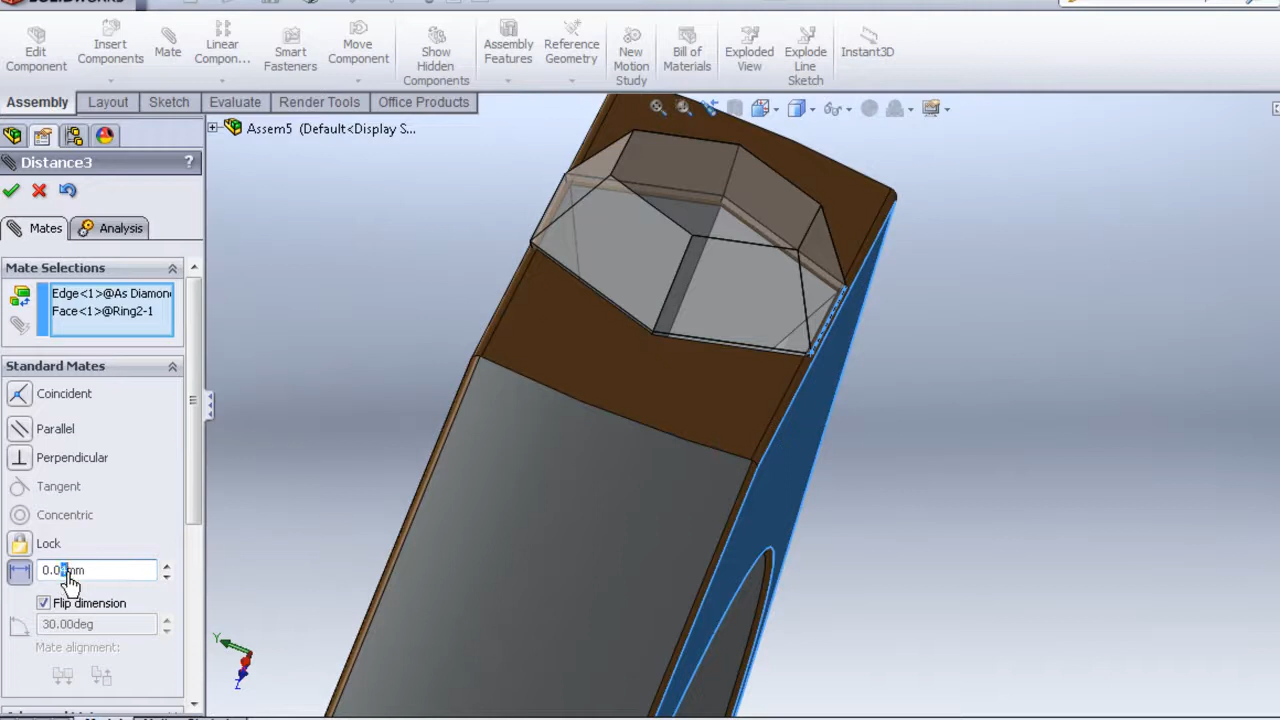 SOLIDWORKS
Edit Component
Insert Components
Mate
Linear Compon...
Smart Fasteners
Move Component
Show Hidden Components
Assembly Features
Reference Geometry
New Motion Study
Bill of Materials
Exploded View
Explode Line Sketch
Instant3D
Assembly Layout Sketch Evaluate Render Tools Office Products
Assem5 (Default<Display S...
Distance3 ?
Mates Analysis
Mate Selections
Edge<1>@As Diamon
Face<1>@Ring2-1
Standard Mates
Coincident
Parallel
Perpendicular
Tangent
Concentric
Lock
Flip dimension
30.00deg
Mate alignment:
Y
Z